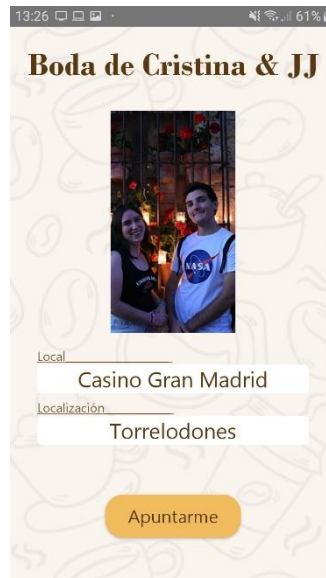 13:26
61%
Boda de Cristina & JJ
NASA
Local
Casino Gran Madrid
Localización
Torrelodones
Apuntarme